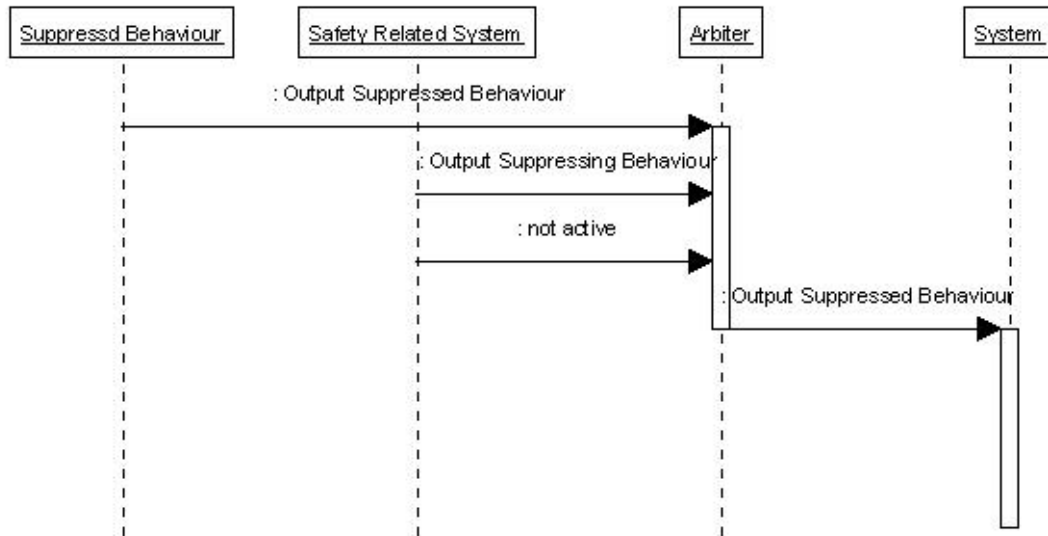 Suppressd Behaviour
Safety Related System
Arbiter
System
: Output Suppressed Behaviour
: Output Suppressing Behaviour
: not active
: Output Suppressed Behaviour